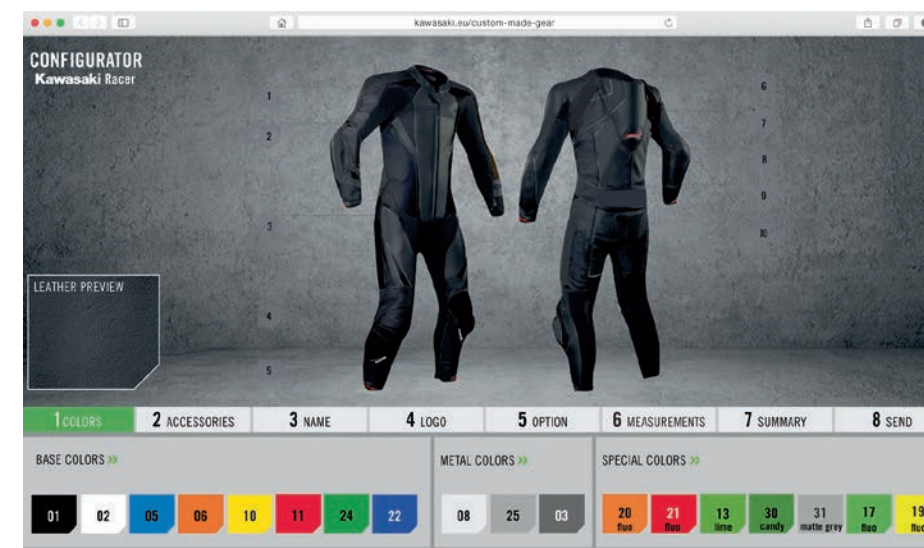 kawasaki.eu/custom-made-gear
CONFIGURATOR
Kawasaki Racer
1
2
3
4
5
6
7
8
9
10
LEATHER PREVIEW
1 COLORS
2 ACCESSORIES
3 NAME
4 LOGO
5 OPTION
6 MEASUREMENTS
7 SUMMARY
8 SEND
BASE COLORS »
METAL COLORS »
SPECIAL COLORS »
01
02
05
06
10
11
24
22
08
25
03
20
fluo
21
fluo
13
lime
30
candy
31
matte grey
17
fluo
19